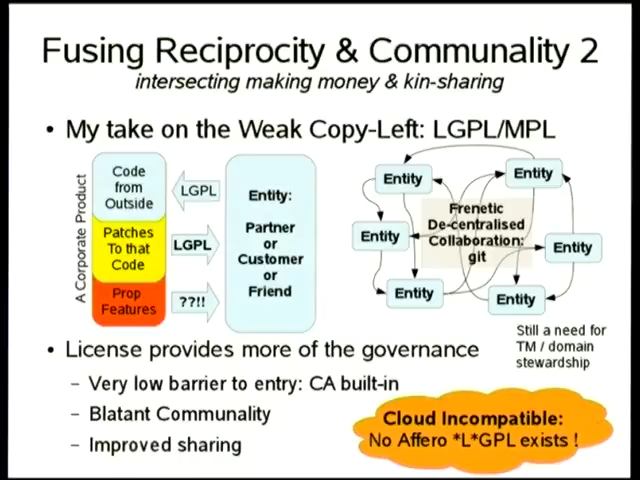 Fusing Reciprocity & Communality 2
intersecting making money & kin-sharing
• My take on the Weak Copy-Left: LGPL/MPL
A Corporate Product
Code
from
Outside
Patches
To that
Code
Prop
Features
LGPL
LGPL
??!!
Entity:
Partner
or
Customer
or
Friend
Entity
Entity
Entity
Entity
Entity
Entity
Frenetic
De-centralised
Collaboration:
git
Still a need for
TM / domain
stewardship
• License provides more of the governance
– Very low barrier to entry: CA built-in
– Blatant Communality
– Improved sharing
Cloud Incompatible:
No Affero *L*GPL exists !